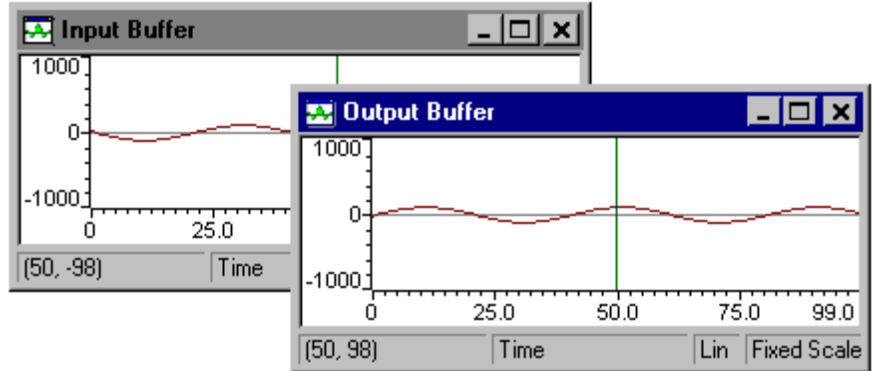 Input Buffer
1000
0
-1000
0 25.0
(50, -98) Time
Output Buffer
1000
0
-1000
0 25.0 50.0 75.0 99.0
(50, 98) Time Lin Fixed Scale